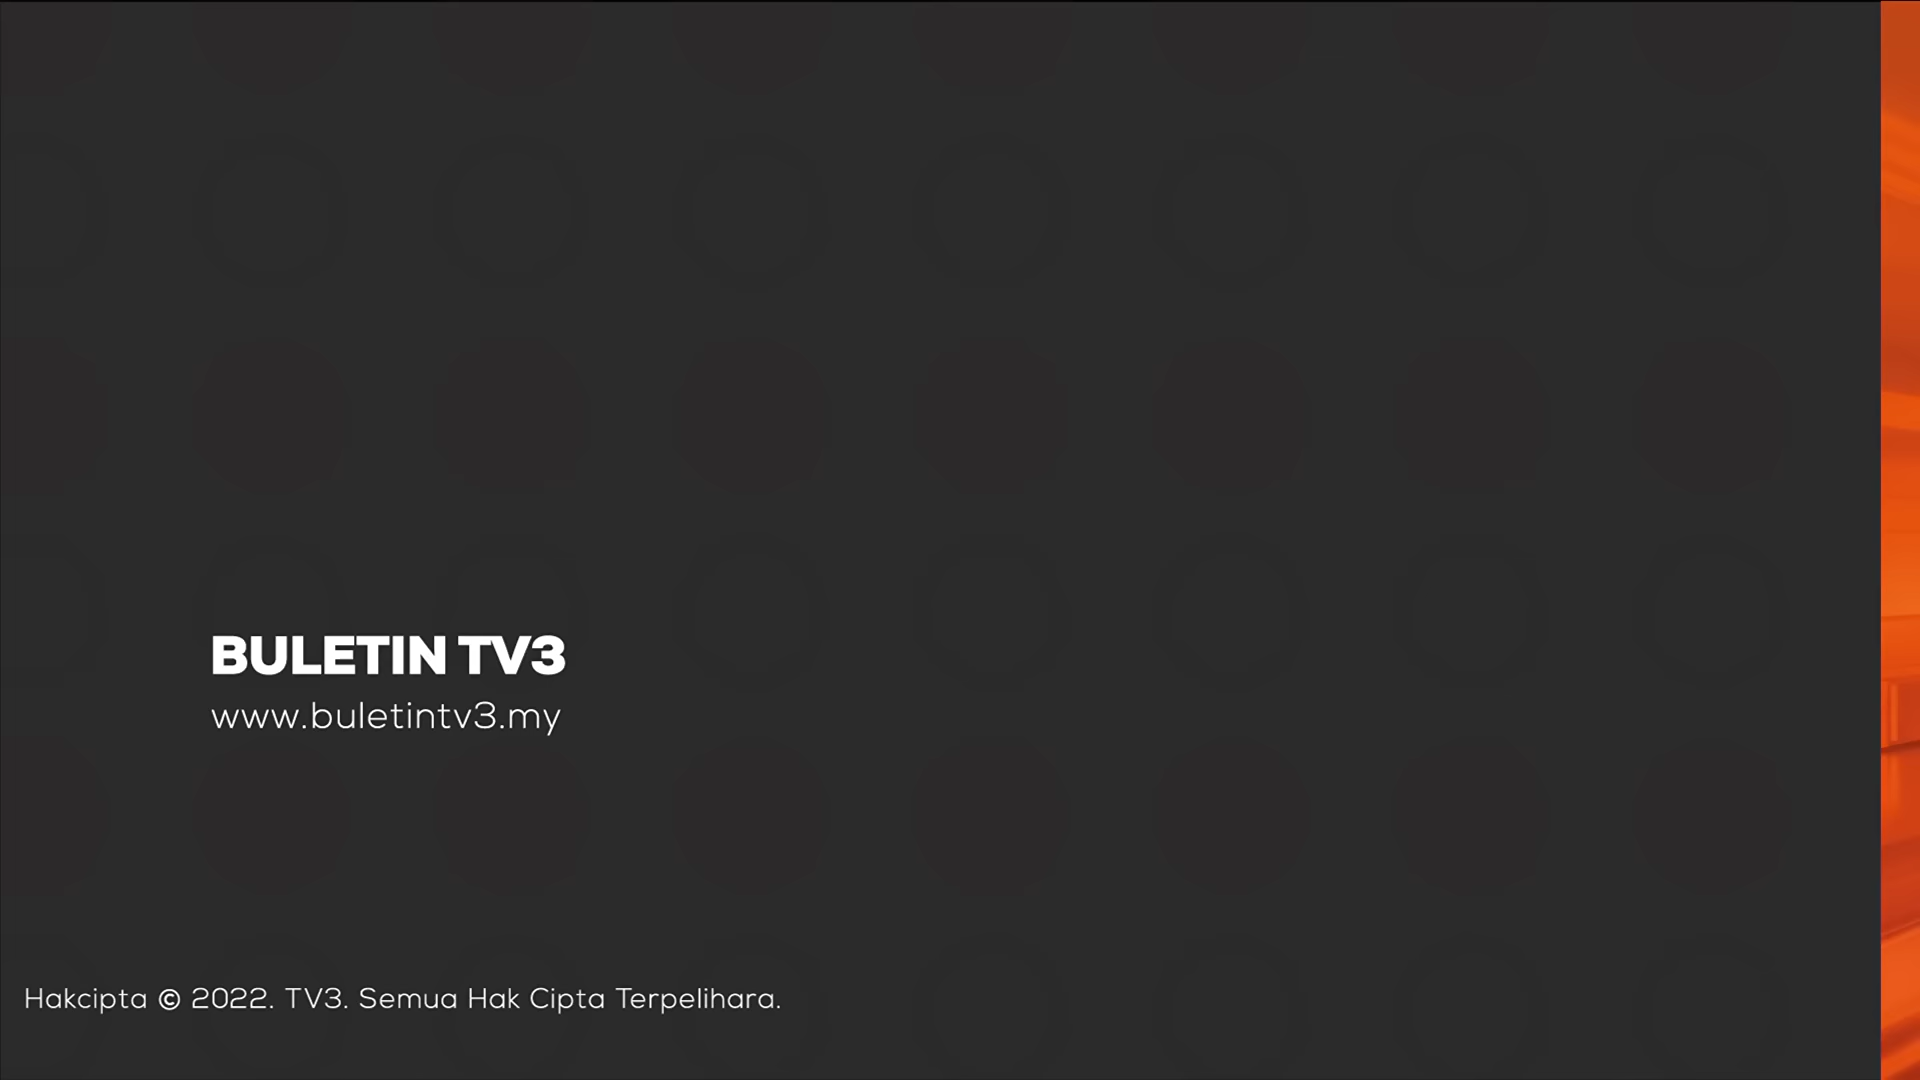 BULETIN TV3
www.buletintv3.my
Hakcipta © 2022. TV3. Semua Hak Cipta Terpelihara.